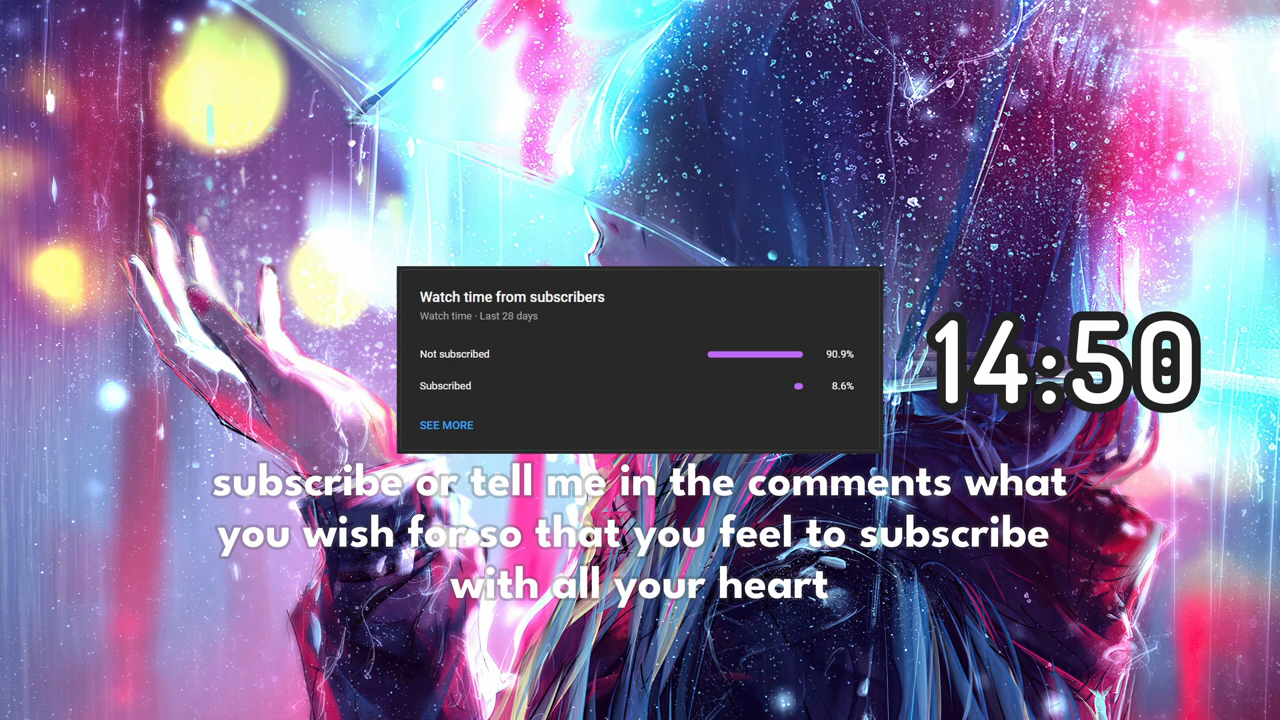 Watch time from subscribers
Watch time · Last 28 days
Not subscribed 90.9%
Subscribed 8.6%
SEE MORE
14:50
subscribe or tell me in the comments what
you wish for so that you feel to subscribe
with all your heart